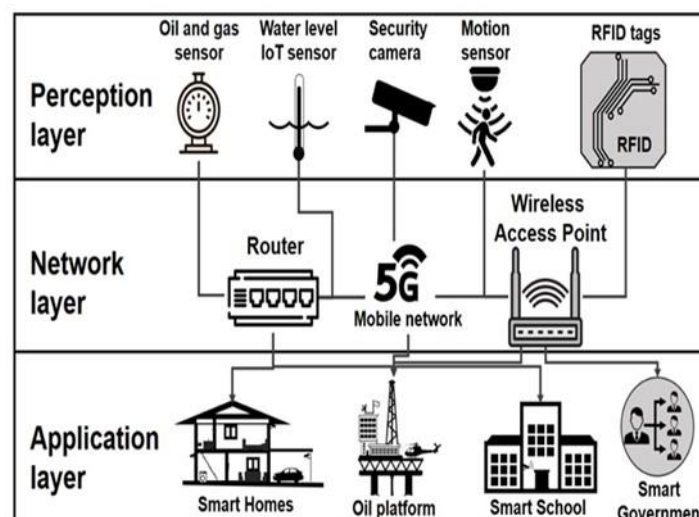 Oil and gas
sensor
Water level
IoT sensor
Security
camera
Motion
sensor
RFID tags
Perception
layer
RFID
Network
layer
Router
5G
Mobile network
Wireless
Access Point
Application
layer
Smart Homes
Oil platform
Smart School
Smart
Government